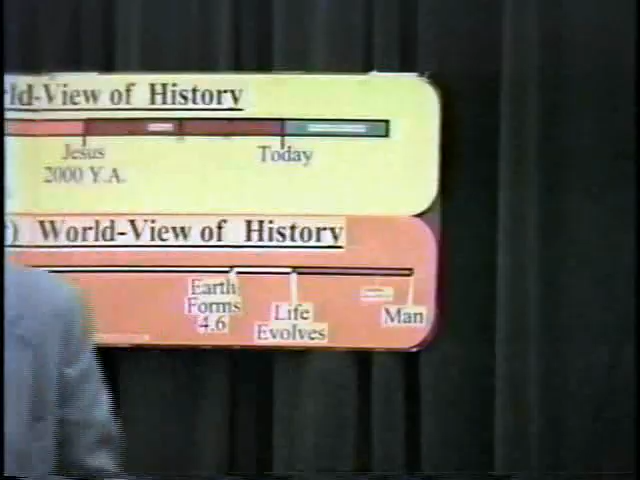 ld-View of History
Jesus
2000 Y.A.
Today
) World-View of History
Earth
Forms
4.6
Life
Evolves
Man